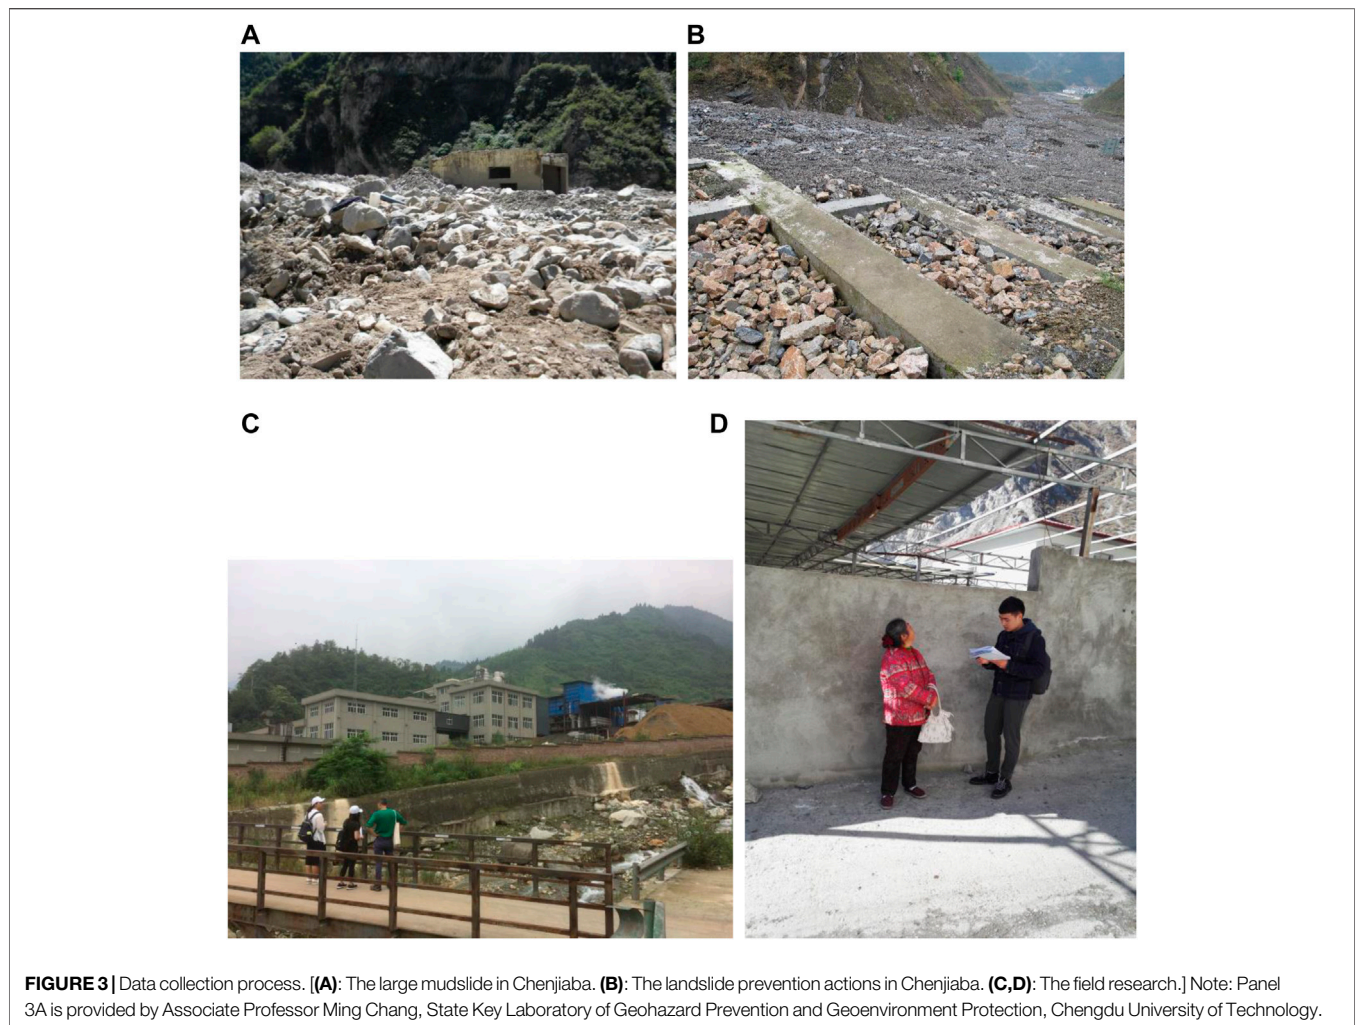 A
B
C
D
FIGURE 3 | Data collection process. [(A): The large mudslide in Chenjiaba. (B): The landslide prevention actions in Chenjiaba. (C,D): The field research.] Note: Panel
3A is provided by Associate Professor Ming Chang, State Key Laboratory of Geohazard Prevention and Geoenvironment Protection, Chengdu University of Technology.